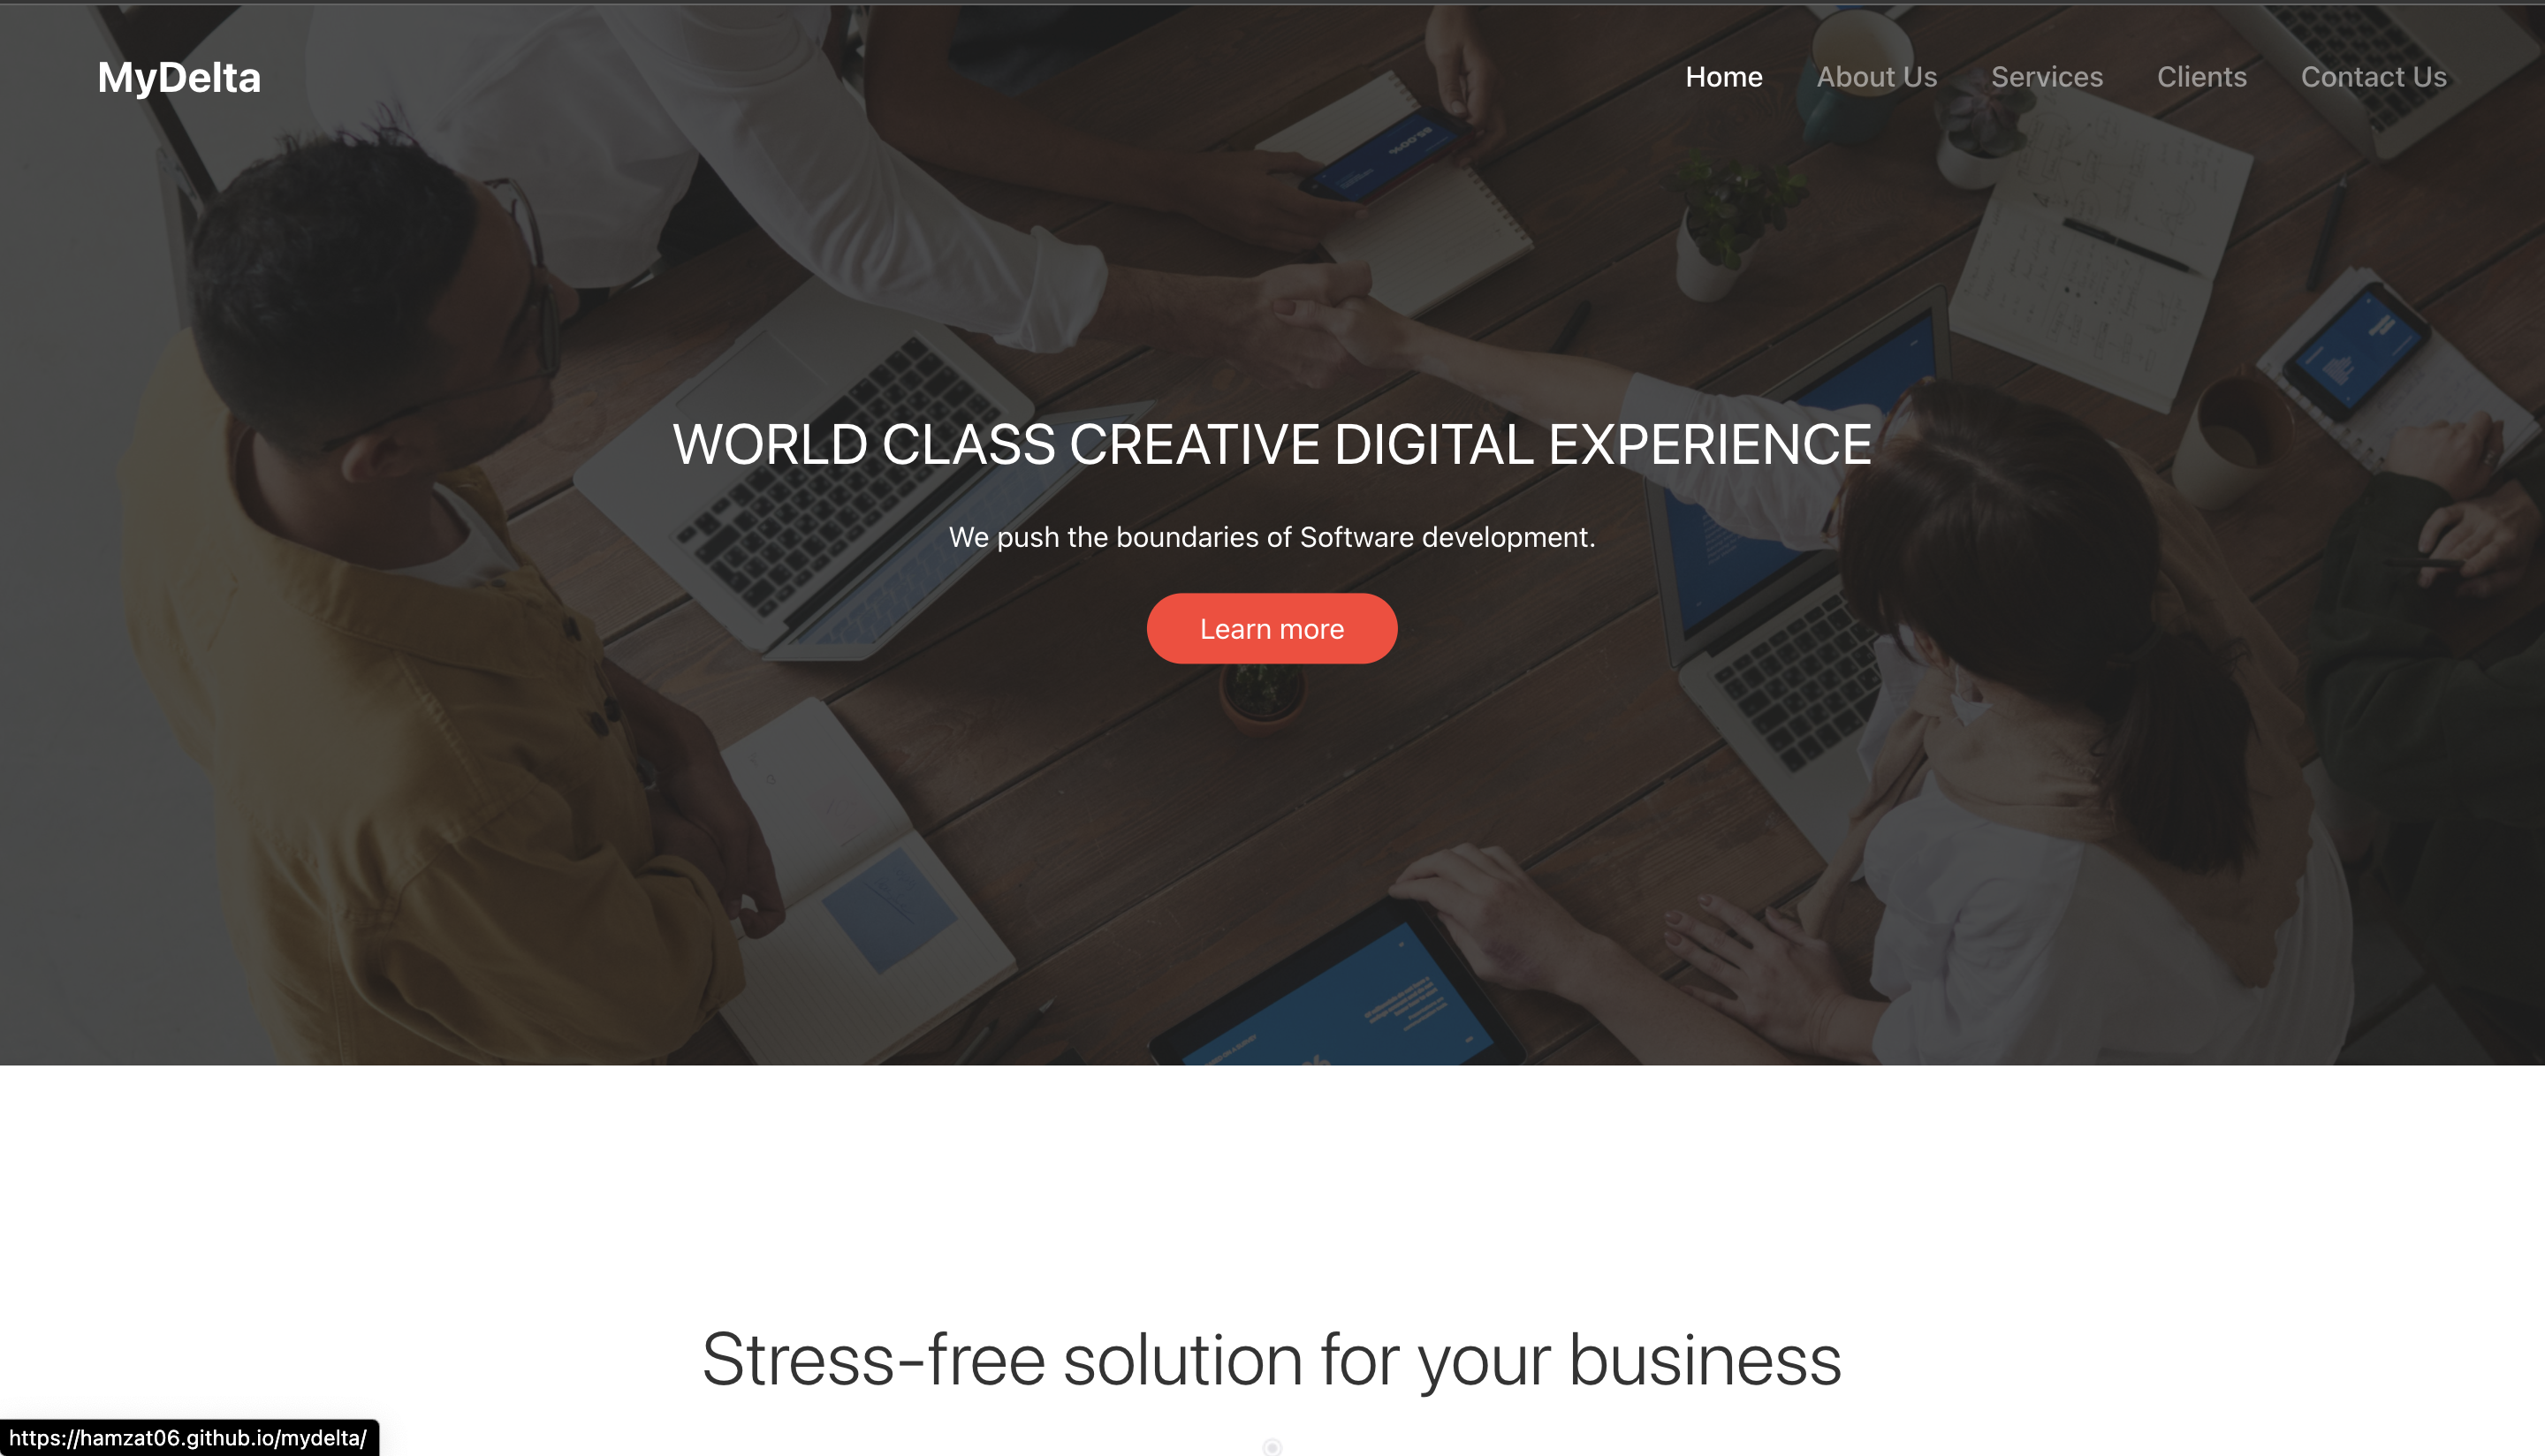 MyDelta
Home About Us Services Clients Contact Us
WORLD CLASS CREATIVE DIGITAL EXPERIENCE
We push the boundaries of Software development.
Learn more
Stress-free solution for your business
https://hamzat06.github.io/mydelta/